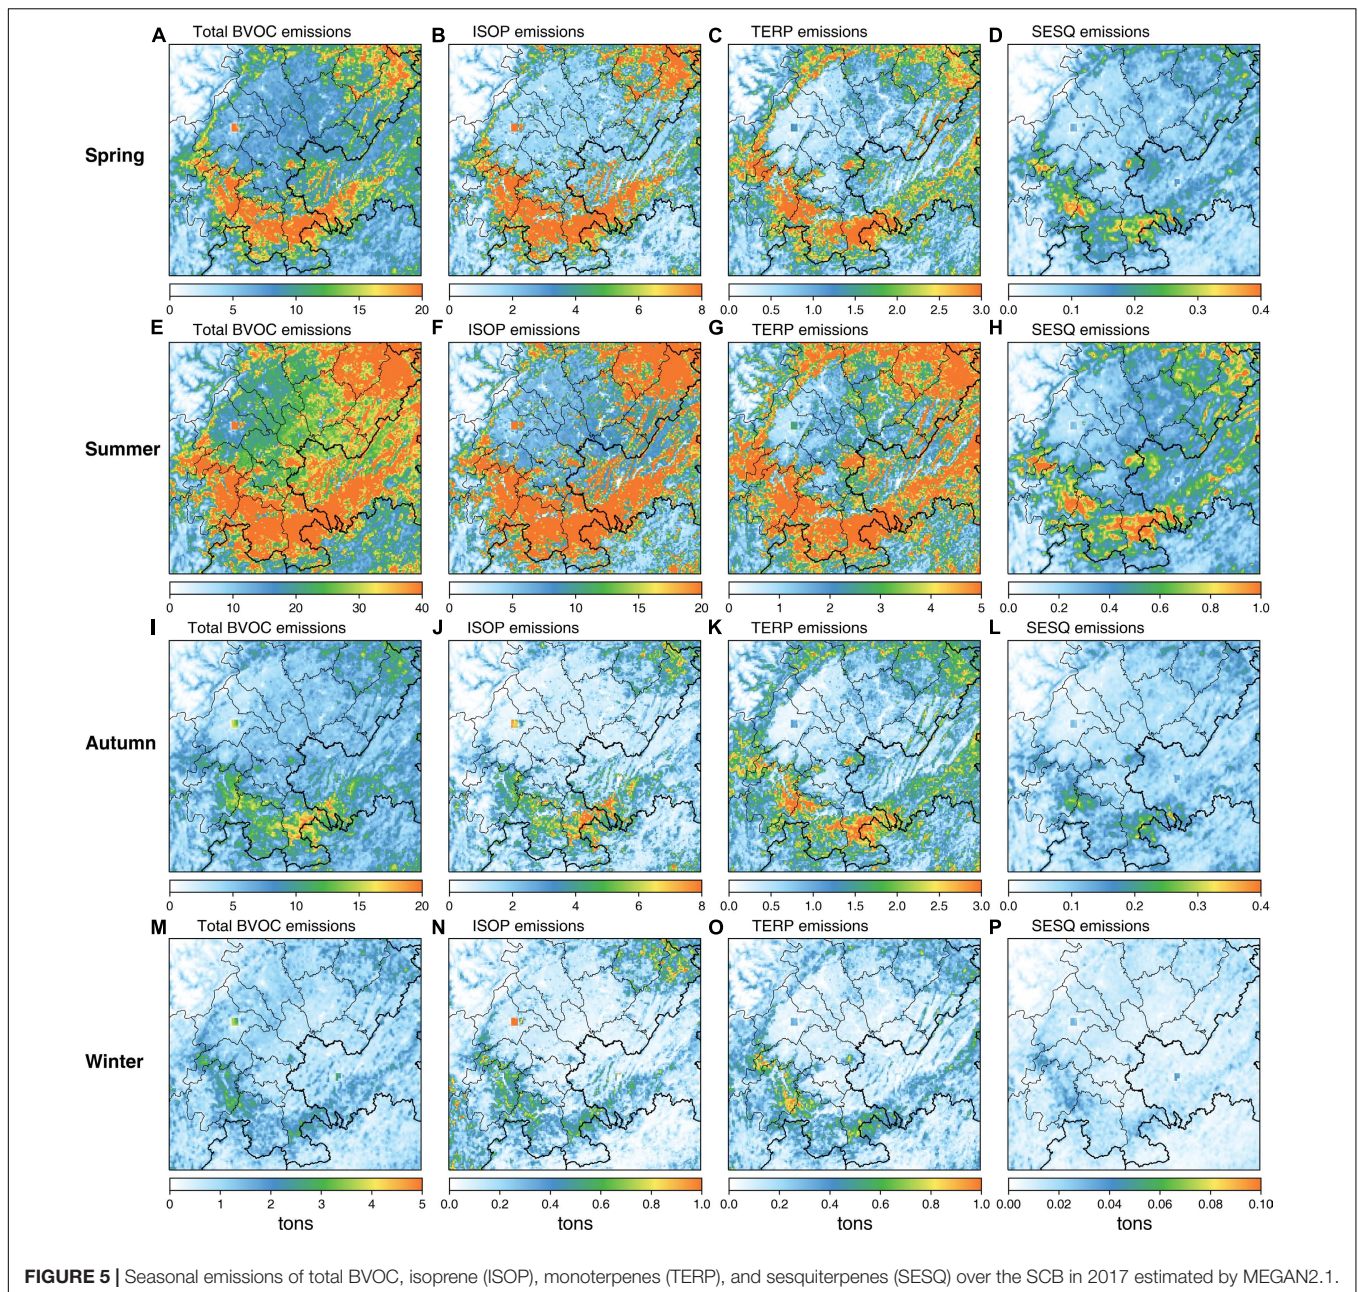 A Total BVOC emissions B ISOP emissions C TERP emissions D SESQ emissions
Spring
0 5 10 15 20 0 2 4 6 8 0.0 0.5 1.0 1.5 2.0 2.5 3.0 0.0 0.1 0.2 0.3 0.4
E Total BVOC emissions F ISOP emissions G TERP emissions H SESQ emissions
Summer
0 10 20 30 40 0 5 10 15 20 0 1 2 3 4 5 0.0 0.2 0.4 0.6 0.8 1.0
I Total BVOC emissions J ISOP emissions K TERP emissions L SESQ emissions
Autumn
0 5 10 15 20 0 2 4 6 8 0.0 0.5 1.0 1.5 2.0 2.5 3.0 0.0 0.1 0.2 0.3 0.4
M Total BVOC emissions N ISOP emissions O TERP emissions P SESQ emissions
Winter
0 1 2 3 4 5 0.0 0.2 0.4 0.6 0.8 1.0 0.0 0.2 0.4 0.6 0.8 1.0 0.00 0.02 0.04 0.06 0.08 0.10
tons tons tons tons
FIGURE 5 | Seasonal emissions of total BVOC, isoprene (ISOP), monoterpenes (TERP), and sesquiterpenes (SESQ) over the SCB in 2017 estimated by MEGAN2.1.